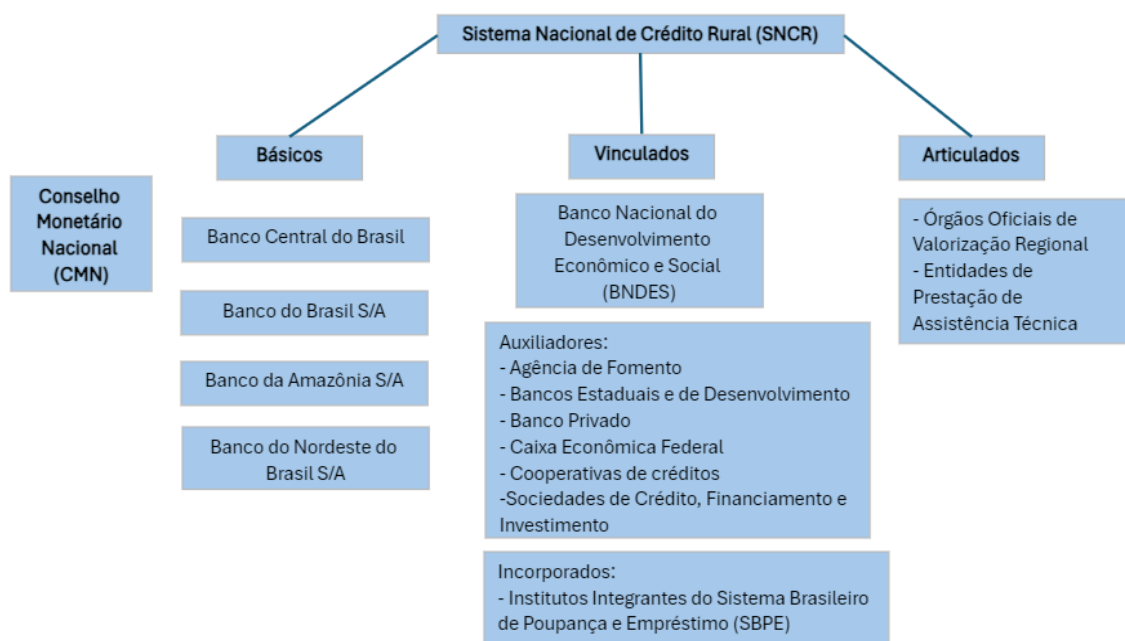 Sistema Nacional de Crédito Rural (SNCR)
Básicos
Vinculados
Articulados
Conselho
Monetário
Nacional
(CMN)
Banco Central do Brasil
Banco do Brasil S/A
Banco da Amazônia S/A
Banco do Nordeste do
Brasil S/A
Banco Nacional do
Desenvolvimento
Econômico e Social
(BNDES)
Auxiliadores:
- Agência de Fomento
- Bancos Estaduais e de Desenvolvimento
- Banco Privado
- Caixa Econômica Federal
- Cooperativas de créditos
-Sociedades de Crédito, Financiamento e
Investimento
Incorporados:
- Institutos Integrantes do Sistema Brasileiro
de Poupança e Empréstimo (SBPE)
- Órgãos Oficiais de
Valorização Regional
- Entidades de
Prestação de
Assistência Técnica